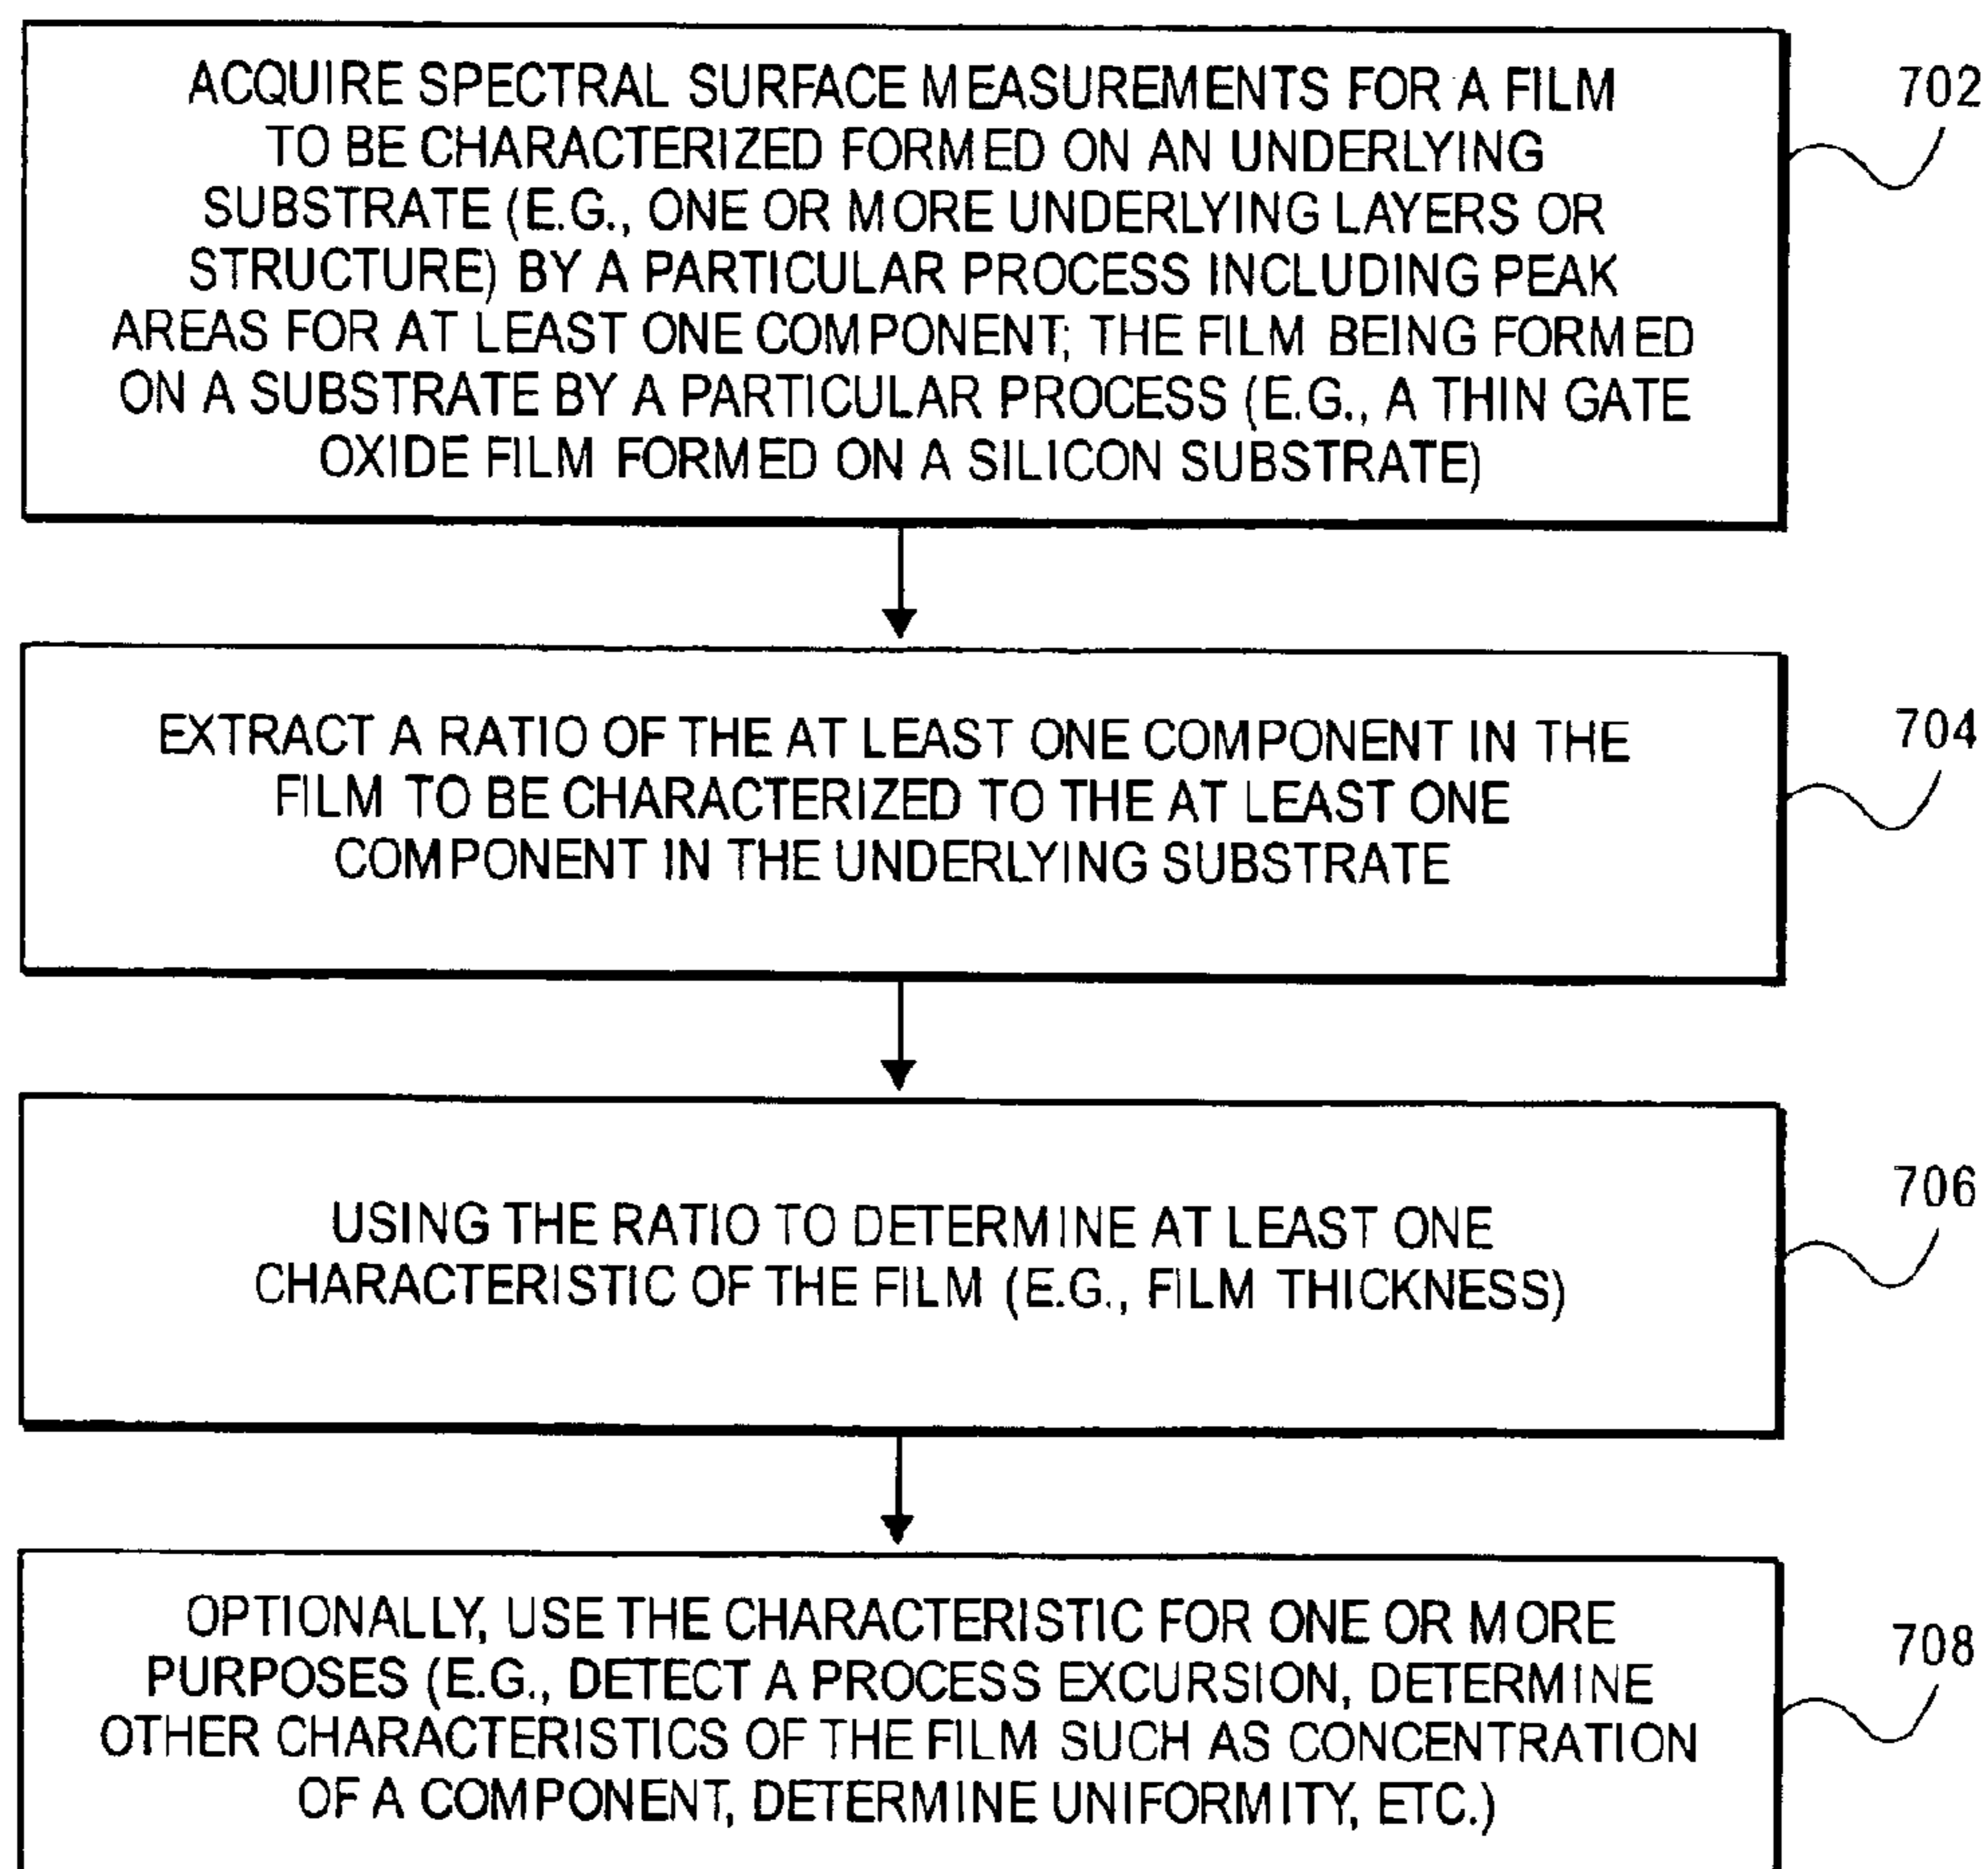 ACQUIRE SPECTRAL SURFACE MEASUREMENTS FOR A FILM
TO BE CHARACTERIZED FORMED ON AN UNDERLYING
SUBSTRATE (E.G., ONE OR MORE UNDERLYING LAYERS OR
STRUCTURE) BY A PARTICULAR PROCESS INCLUDING PEAK
AREAS FOR AT LEAST ONE COMPONENT; THE FILM BEING FORMED
ON A SUBSTRATE BY A PARTICULAR PROCESS (E.G., A THIN GATE
OXIDE FILM FORMED ON A SILICON SUBSTRATE)
702
EXTRACT A RATIO OF THE AT LEAST ONE COMPONENT IN THE
FILM TO BE CHARACTERIZED TO THE AT LEAST ONE
COMPONENT IN THE UNDERLYING SUBSTRATE
704
USING THE RATIO TO DETERMINE AT LEAST ONE
CHARACTERISTIC OF THE FILM (E.G., FILM THICKNESS)
706
OPTIONALLY, USE THE CHARACTERISTIC FOR ONE OR MORE
PURPOSES (E.G., DETECT A PROCESS EXCURSION, DETERMINE
OTHER CHARACTERISTICS OF THE FILM SUCH AS CONCENTRATION
OF A COMPONENT, DETERMINE UNIFORMITY, ETC.)
708